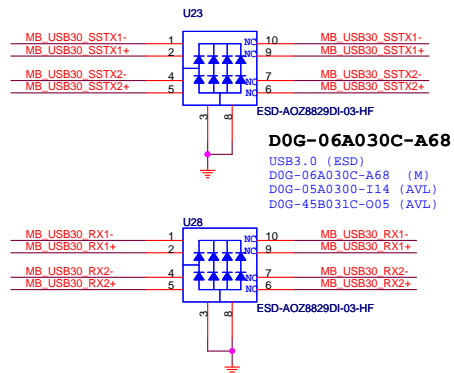 U23
MB_USB30_SSTX1- 1 NC 10 MB_USB30_SSTX1-
MB_USB30_SSTX1+ 2 NC 9 MB_USB30_SSTX1+
MB_USB30_SSTX2- 4 NC 7 MB_USB30_SSTX2-
MB_USB30_SSTX2+ 5 NC 6 MB_USB30_SSTX2+
ESD-AOZ8829DI-03-HF
3 8
D0G-06A030C-A68
USB3.0 (ESD)
D0G-06A030C-A68 (M)
D0G-05A0300-I14 (AVL)
D0G-45B031C-O05 (AVL)
U28
MB_USB30_RX1- 1 NC 10 MB_USB30_RX1-
MB_USB30_RX1+ 2 NC 9 MB_USB30_RX1+
MB_USB30_RX2- 4 NC 7 MB_USB30_RX2-
MB_USB30_RX2+ 5 NC 6 MB_USB30_RX2+
ESD-AOZ8829DI-03-HF
3 8